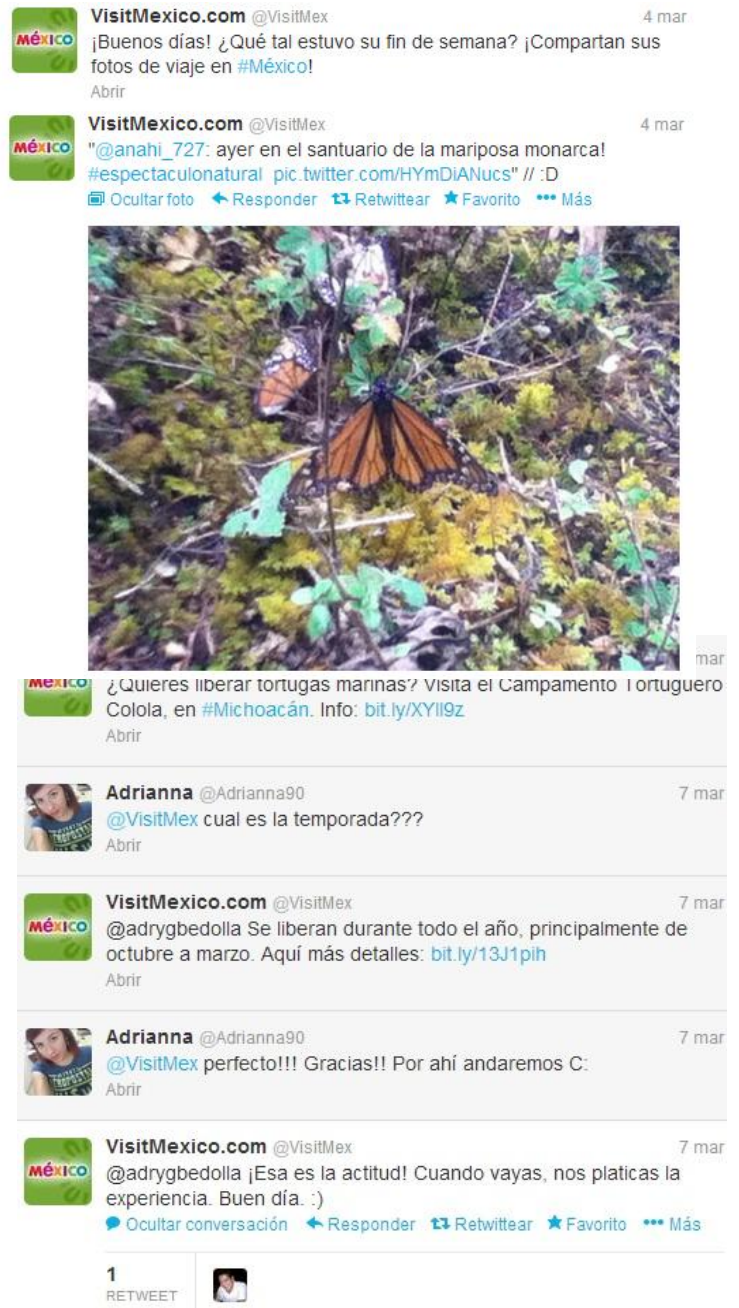 VisitMexico.com @VisitMex 4 mar
méxico
¡Buenos días! ¿Qué tal estuvo su fin de semana? ¡Compartan sus
fotos de viaje en #México!
Abrir
VisitMexico.com @VisitMex 4 mar
méxico
"@anahi_727: ayer en el santuario de la mariposa monarca!
#espectaculonatural pic.twitter.com/HYmDiANucs" // :D
Ocultar foto Responder Retwittear Favorito ••• Más
mar
méxico
¿Quieres liberar tortugas marinas? Visita el Campamento Tortuguero
Colola, en #Michoacán. Info: bit.ly/XYll9z
Abrir
Adrianna @Adrianna90 7 mar
@VisitMex cual es la temporada???
Abrir
VisitMexico.com @VisitMex 7 mar
méxico
@adrygbedolla Se liberan durante todo el año, principalmente de
octubre a marzo. Aquí más detalles: bit.ly/13J1pih
Abrir
Adrianna @Adrianna90 7 mar
@VisitMex perfecto!!! Gracias!! Por ahí andaremos C:
Abrir
VisitMexico.com @VisitMex 7 mar
méxico
@adrygbedolla ¡Esa es la actitud! Cuando vayas, nos platicas la
experiencia. Buen día. :)
Ocultar conversación Responder Retwittear Favorito ••• Más
1
RETWEET